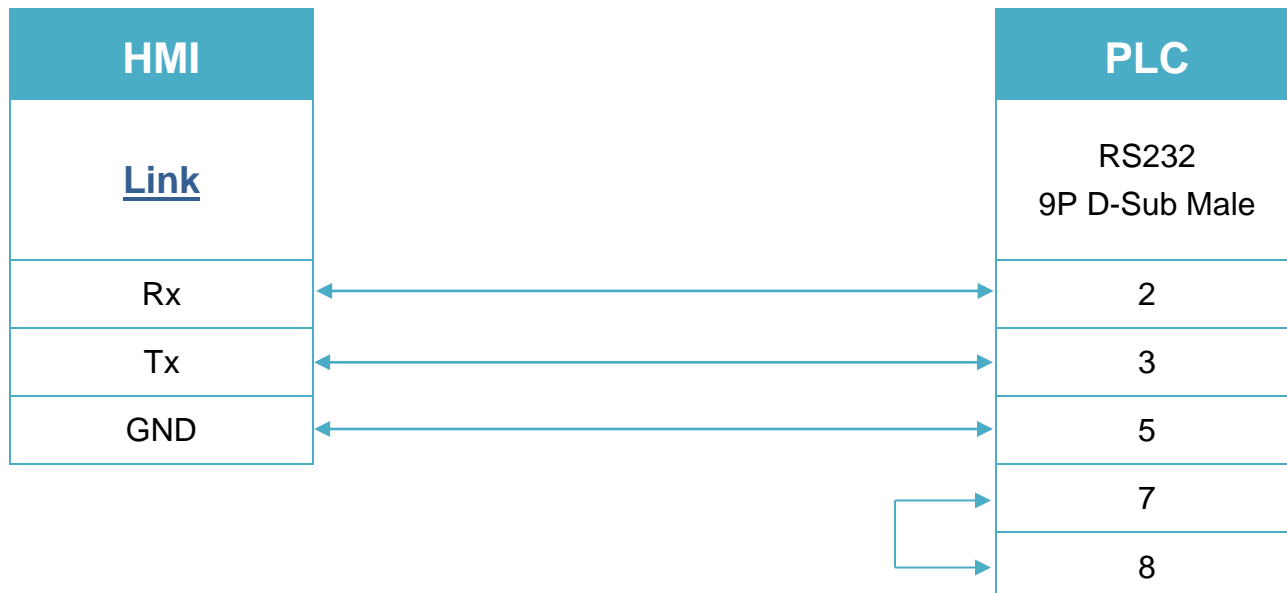 HMI
PLC
Link
RS232
9P D-Sub Male
Rx
2
Tx
3
GND
5
7
8